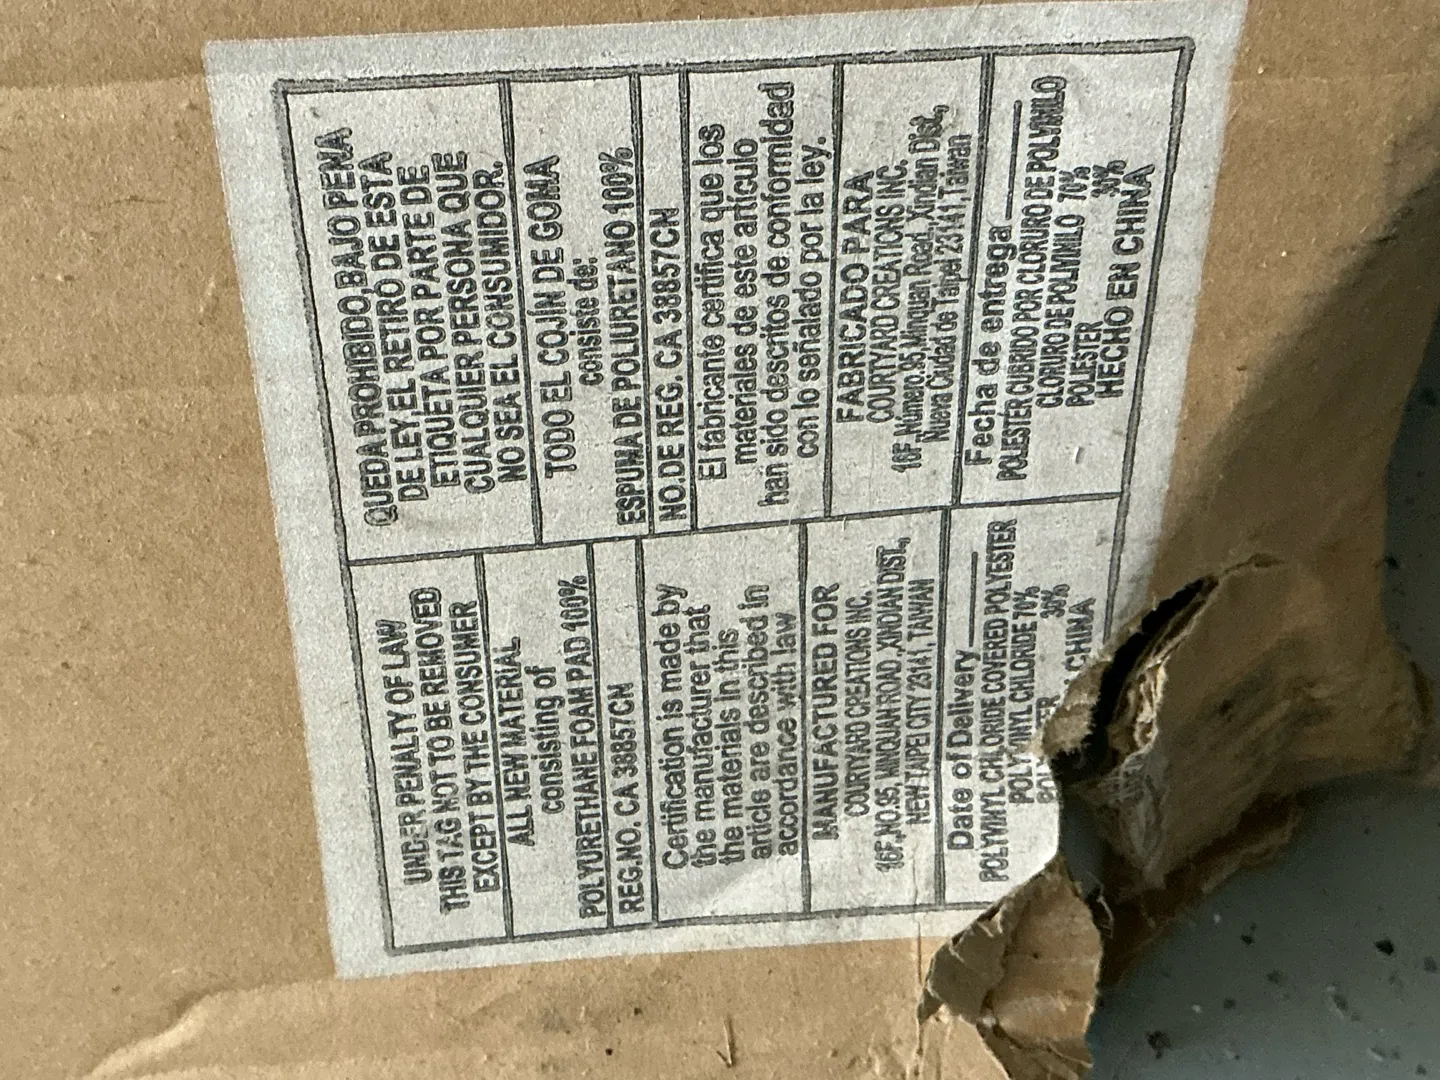 UNDER PENALTY OF LAW
THIS TAG NOT TO BE REMOVED
EXCEPT BY THE CONSUMER
ALL NEW MATERIAL
consisting of
POLYURETHANE FOAM PAD 100%
REG.NO. CA 38857CN
Certification is made by
the manufacturer that
the materials in this
article are described in
accordance with law
MANUFACTURED FOR
COURTYARD CREATIONS INC.
16F,NO.95, MINQUAN ROAD, XINDIAN DIST.,
NEW TAIPEI CITY 23141, TAIWAN
Date of Delivery
POLYVINYL CHLORIDE COVERED POLYESTER
POLYVINYL CHLORIDE 70%
30%
CHINA
QUEDA PROHIBIDO, BAJO PENA
DE LEY, EL RETIRO DE ESTA
ETIQUETA POR PARTE DE
CUALQUIER PERSONA QUE
NO SEA EL CONSUMIDOR.
TODO EL COJÍN DE GOMA
consiste de:
ESPUMA DE POLIURETANO 100%
NO.DE REG. CA 38857CN
El fabricante certifica que los
materiales de este artículo
han sido descritos de conformidad
con lo señalado por la ley.
FABRICADO PARA
COURTYARD CREATIONS INC.
16F, Número.95, Minquan Road, Xindian Dist.,
Nueva Ciudad de Taipei 23141, Taiwan
Fecha de entrega
POLIESTER CUBRIDO POR CLORURO DE POLIVINILO
CLORURO DE POLIVINILO 70%
POLIESTER 30%
HECHO EN CHINA